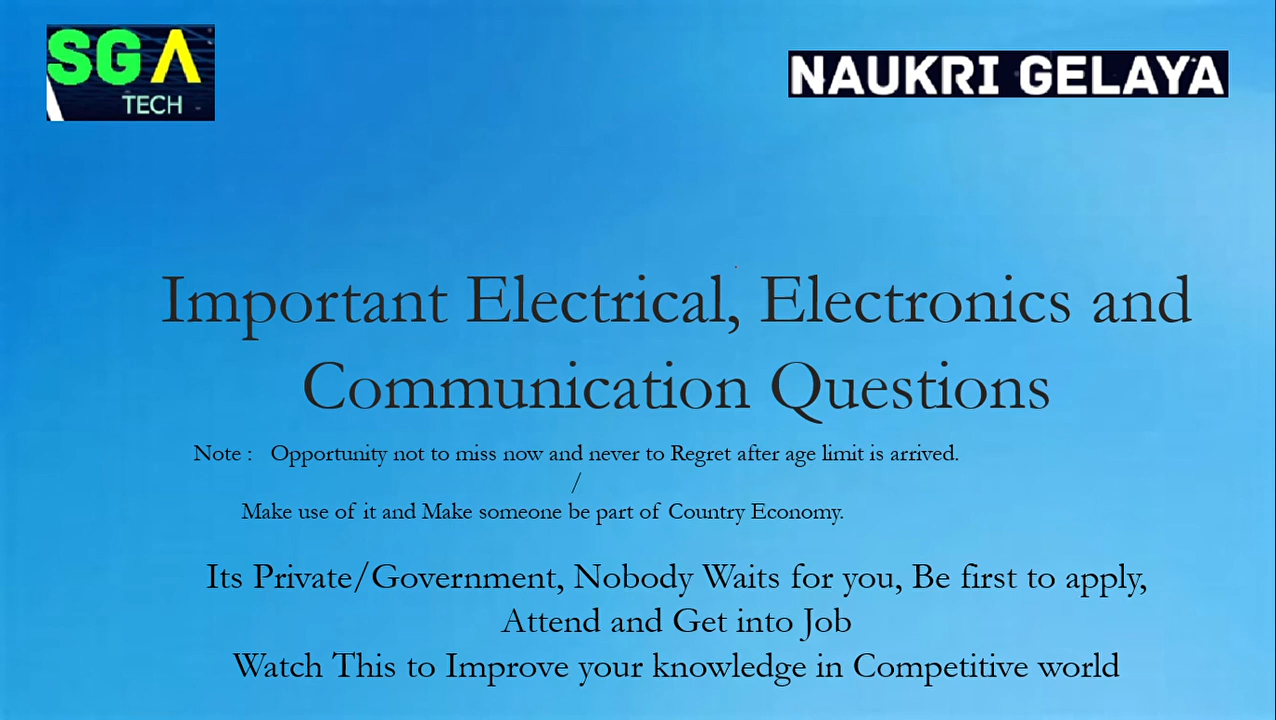 SGΛ
TECH
NAUKRI GELAYA
Important Electrical, Electronics and
Communication Questions
Note : Opportunity not to miss now and never to Regret after age limit is arrived.
/
Make use of it and Make someone be part of Country Economy.
Its Private/Government, Nobody Waits for you, Be first to apply,
Attend and Get into Job
Watch This to Improve your knowledge in Competitive world